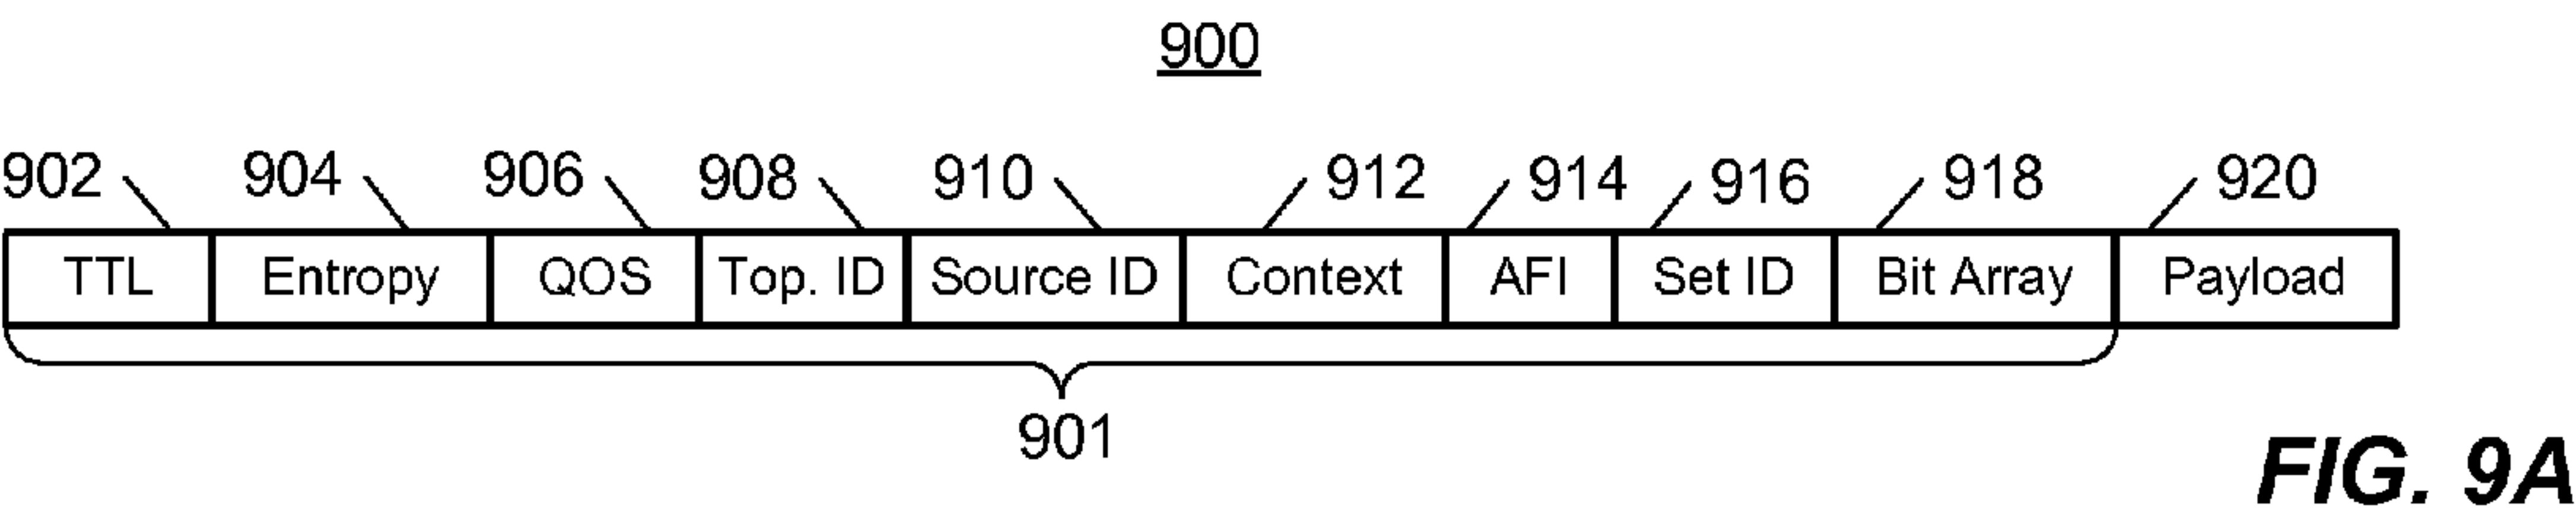 900
902 904 906 908 910 912 914 916 918 920
TTL Entropy QOS Top. ID Source ID Context AFI Set ID Bit Array Payload
901
FIG. 9A